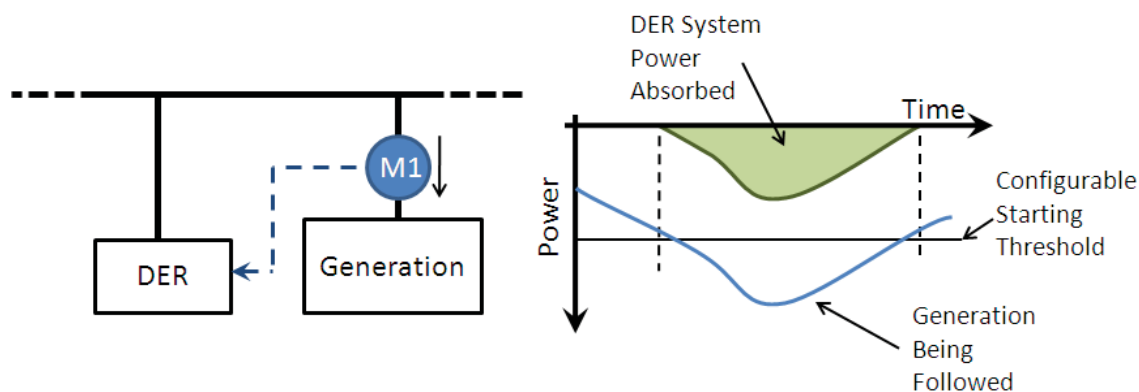 M1
DER
Generation
DER System
Power
Absorbed
Time
Power
Configurable
Starting
Threshold
Generation
Being
Followed